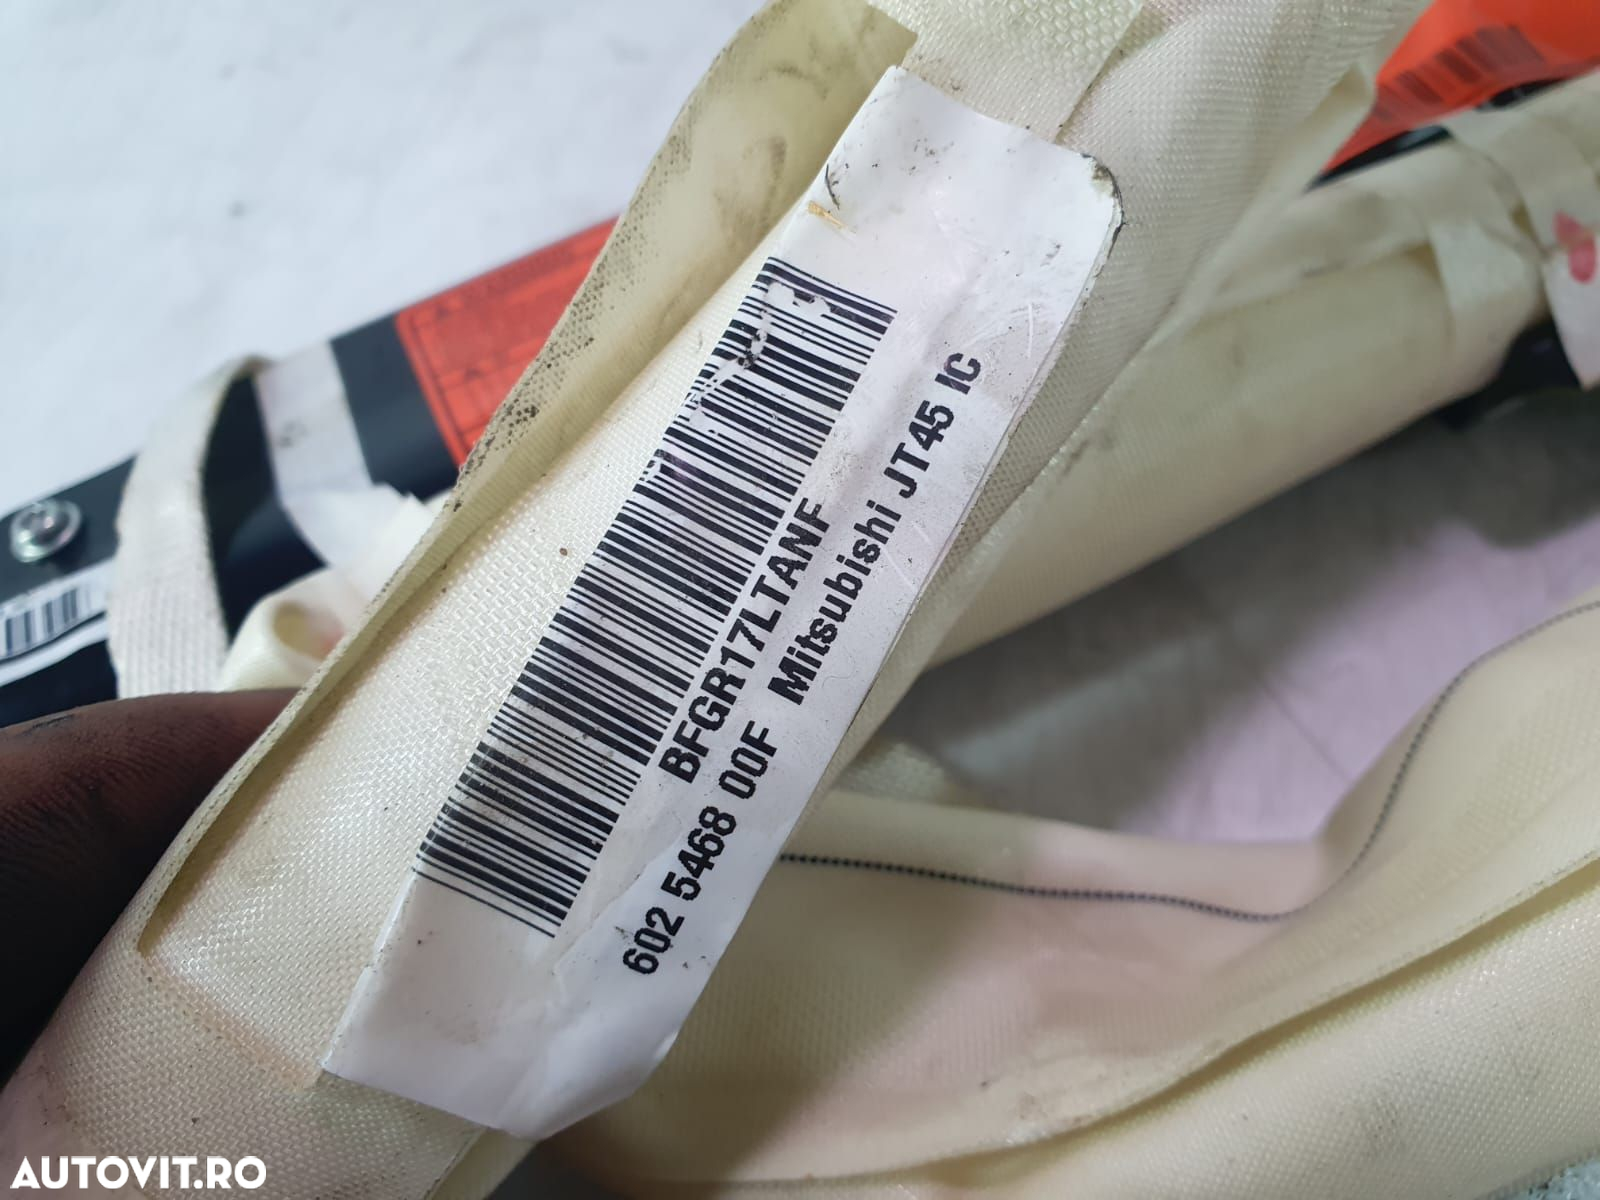 BFGR17LTANF
602 5468 00F Mitsubishi JT45 IC
AUTOVIT.RO